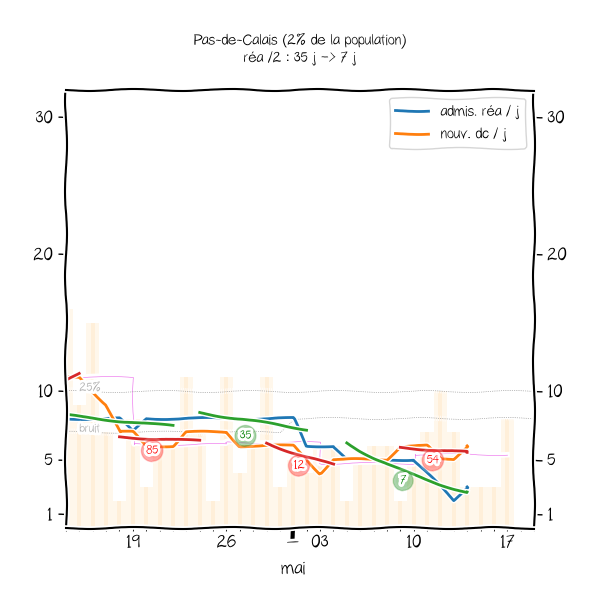 Pas-de-Calais (2% de la population)
réa /2 : 35 j -> 7 j
admis. réa / j
nouv. dc / j
30 30
20 20
10 10
5 5
1 1
25%
bruit
85
35
12
7
54
19 26 1 03 10 17
mai